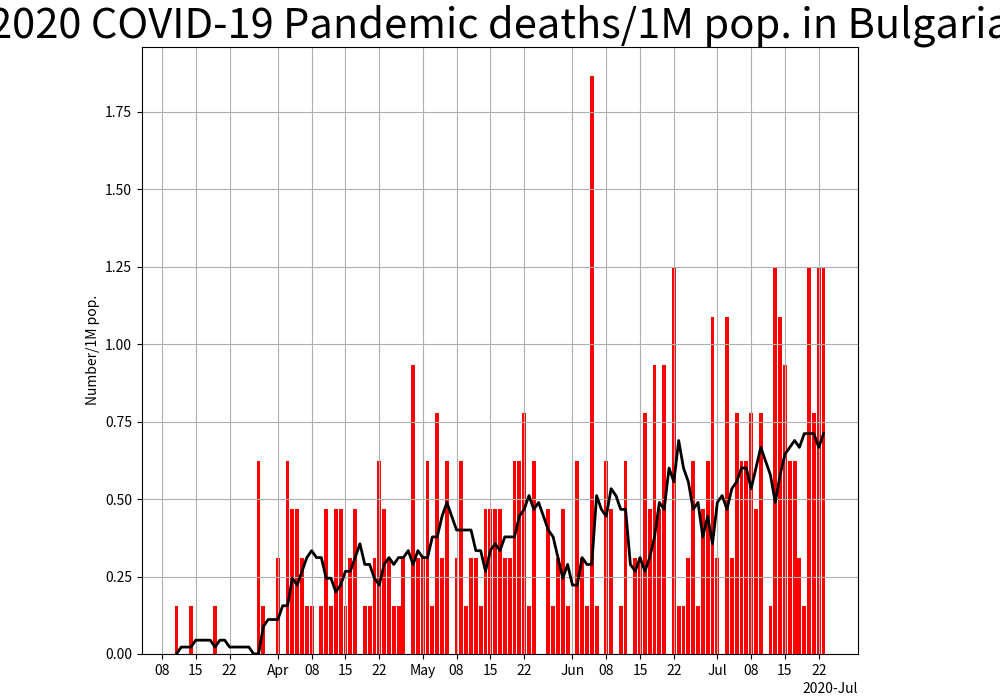 2020 COVID-19 Pandemic deaths/1M pop. in Bulgaria
1.75
1.50
1.25
1.00
0.75
0.50
0.25
0.00
Number/1M pop.
08 15 22 Apr 08 15 22 May 08 15 22 Jun 08 15 22 Jul 08 15 22
2020-Jul